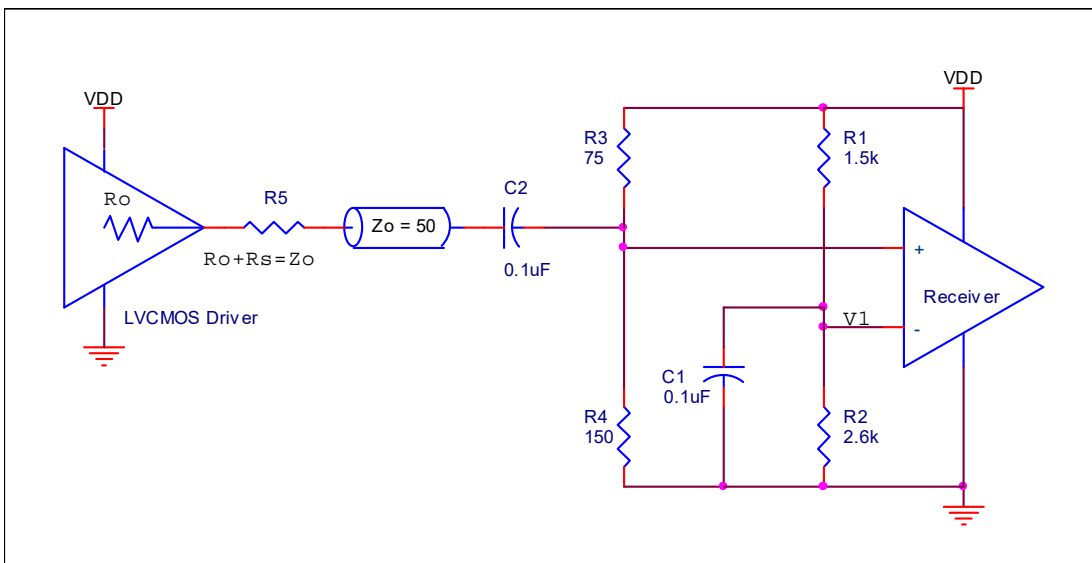 VDD
Ro
R5
Ro+Rs=Zo
LVCMOS Driver
Zo = 50
C2
0.1uF
R3
75
R4
150
C1
0.1uF
VDD
R1
1.5k
V1
R2
2.6k
+
Receiver
-